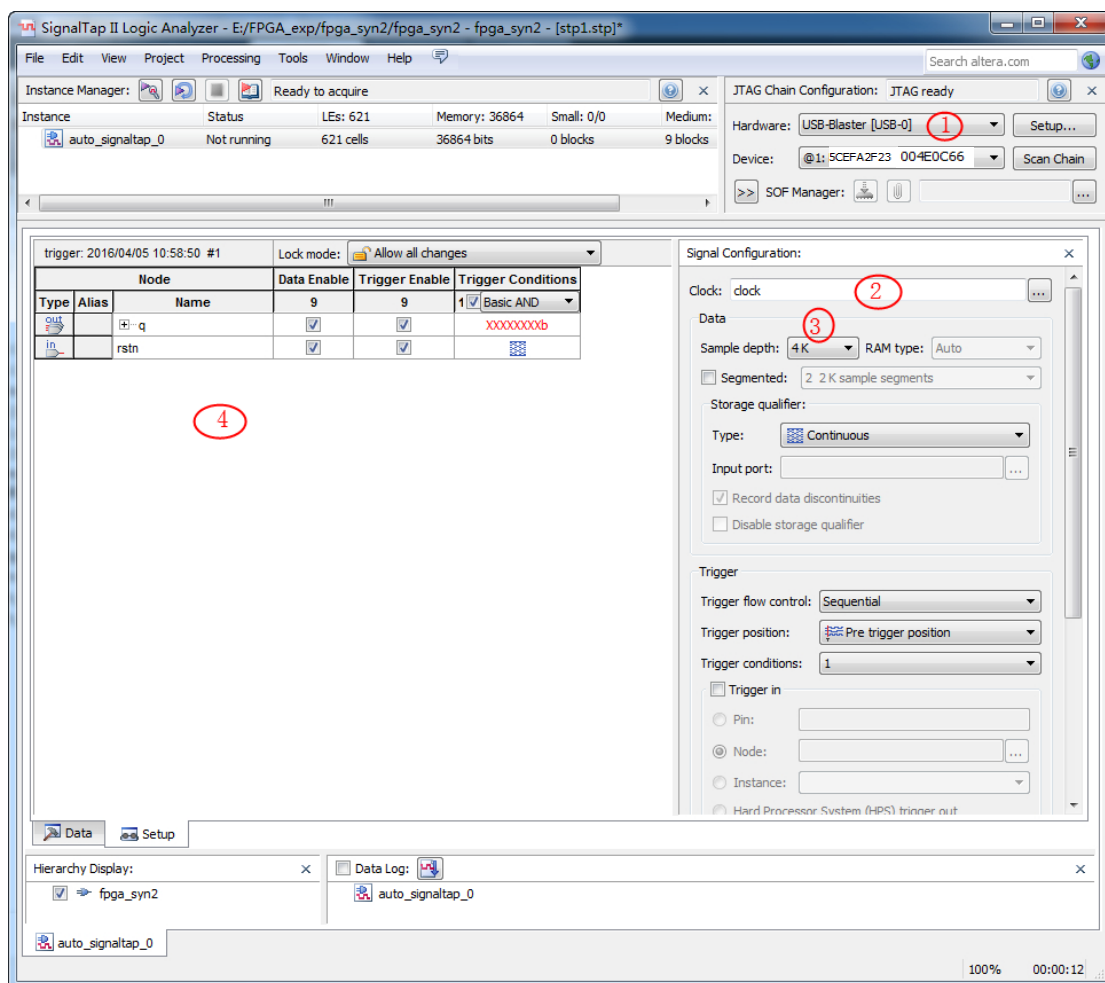 SignalTap II Logic Analyzer - E:/FPGA_exp/fpga_syn2/fpga_syn2 - fpga_syn2 - [stp1.stp]*
File Edit View Project Processing Tools Window Help
Search altera.com
Instance Manager: Ready to acquire
Instance Status LEs: 621 Memory: 36864 Small: 0/0 Medium:
auto_signaltap_0 Not running 621 cells 36864 bits 0 blocks 9 blocks
JTAG Chain Configuration: JTAG ready
Hardware: USB-Blaster [USB-0] 1 Setup...
Device: @1: 5CEFA2F23 004E0C66 Scan Chain
>> SOF Manager: ...
trigger: 2016/04/05 10:58:50 #1 Lock mode: Allow all changes
Node Data Enable Trigger Enable Trigger Conditions
Type Alias Name 9 9 1 Basic AND
out q XXXXXXXXb
in rstn
4
Signal Configuration:
Clock: clock 2 ...
Data
3
Sample depth: 4 K RAM type: Auto
Segmented: 2 2 K sample segments
Storage qualifier:
Type: Continuous
Input port: ...
Record data discontinuities
Disable storage qualifier
Trigger
Trigger flow control: Sequential
Trigger position: Pre trigger position
Trigger conditions: 1
Trigger in
Pin:
Node: ...
Instance:
Hard Processor System (HPS) trigger out
Data Setup
Hierarchy Display:
fpga_syn2
Data Log:
auto_signaltap_0
auto_signaltap_0
100% 00:00:12